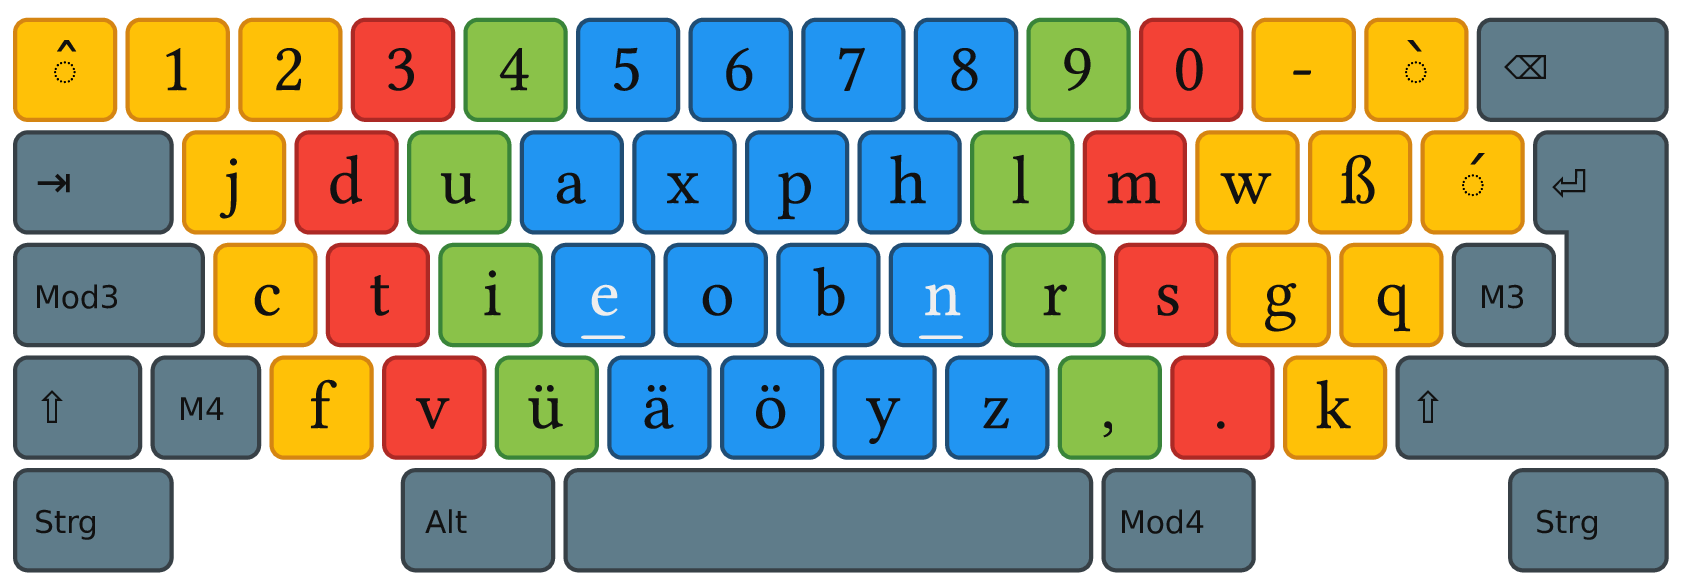 ◌̂ 1 2 3 4 5 6 7 8 9 0 - ◌̀ ⌫
⇥ j d u a x p h l m w ß ◌́ ⏎
Mod3 c t i e o b n r s g q M3
⇧ M4 f v ü ä ö y z , . k ⇧
Strg Alt Mod4 Strg